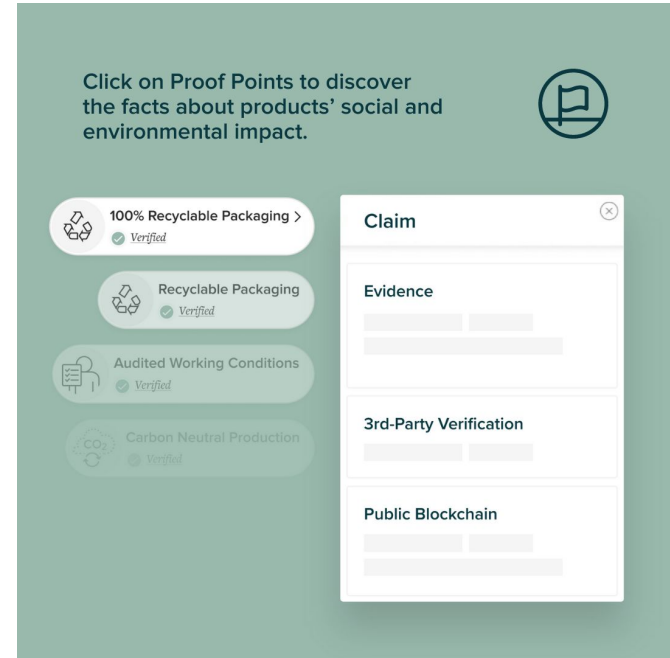 Click on Proof Points to discover
the facts about products’ social and
environmental impact.
100% Recyclable Packaging >
Verified
Recyclable Packaging
Verified
Audited Working Conditions
Verified
CO2
Carbon Neutral Production
Verified
Claim
Evidence
3rd-Party Verification
Public Blockchain